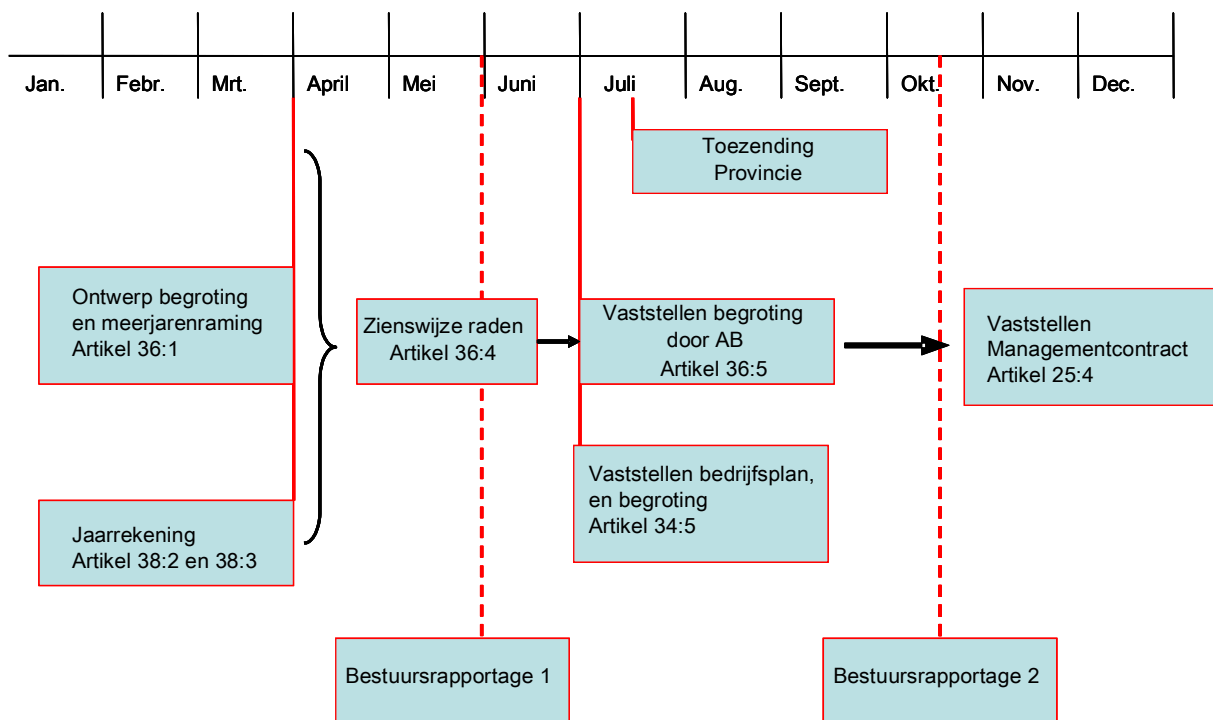 Jan. Febr. Mrt. April Mei Juni Juli Aug. Sept. Okt. Nov. Dec.
Toezending
Provincie
Ontwerp begroting
en meerjarenraming
Artikel 36:1
Zienswijze raden
Artikel 36:4
Vaststellen begroting
door AB
Artikel 36:5
Vaststellen
Managementcontract
Artikel 25:4
Vaststellen bedrijfsplan,
en begroting
Artikel 34:5
Jaarrekening
Artikel 38:2 en 38:3
Bestuursrapportage 1
Bestuursrapportage 2